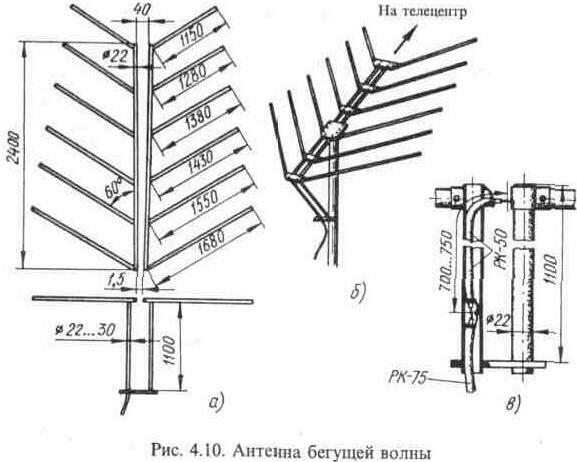 40
1150
На телецентр
ø22
1280
1380
2400
1430
60°
1550
1680
1,5
б)
ø22...30
1100
а)
700...750
РК-50
ø22
1100
РК-75
в)
Рис. 4.10. Антенна бегущей волны